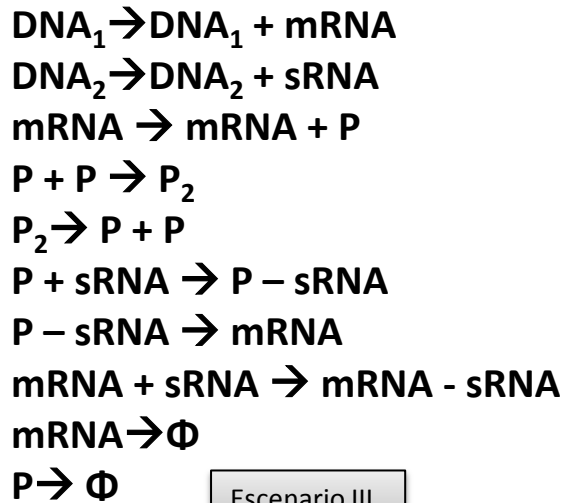 DNA₁→DNA₁ + mRNA
DNA₂→DNA₂ + sRNA
mRNA → mRNA + P
P + P → P₂
P₂→ P + P
P + sRNA → P – sRNA
P – sRNA → mRNA
mRNA + sRNA → mRNA - sRNA
mRNA→Φ
P→ Φ
Escenario III